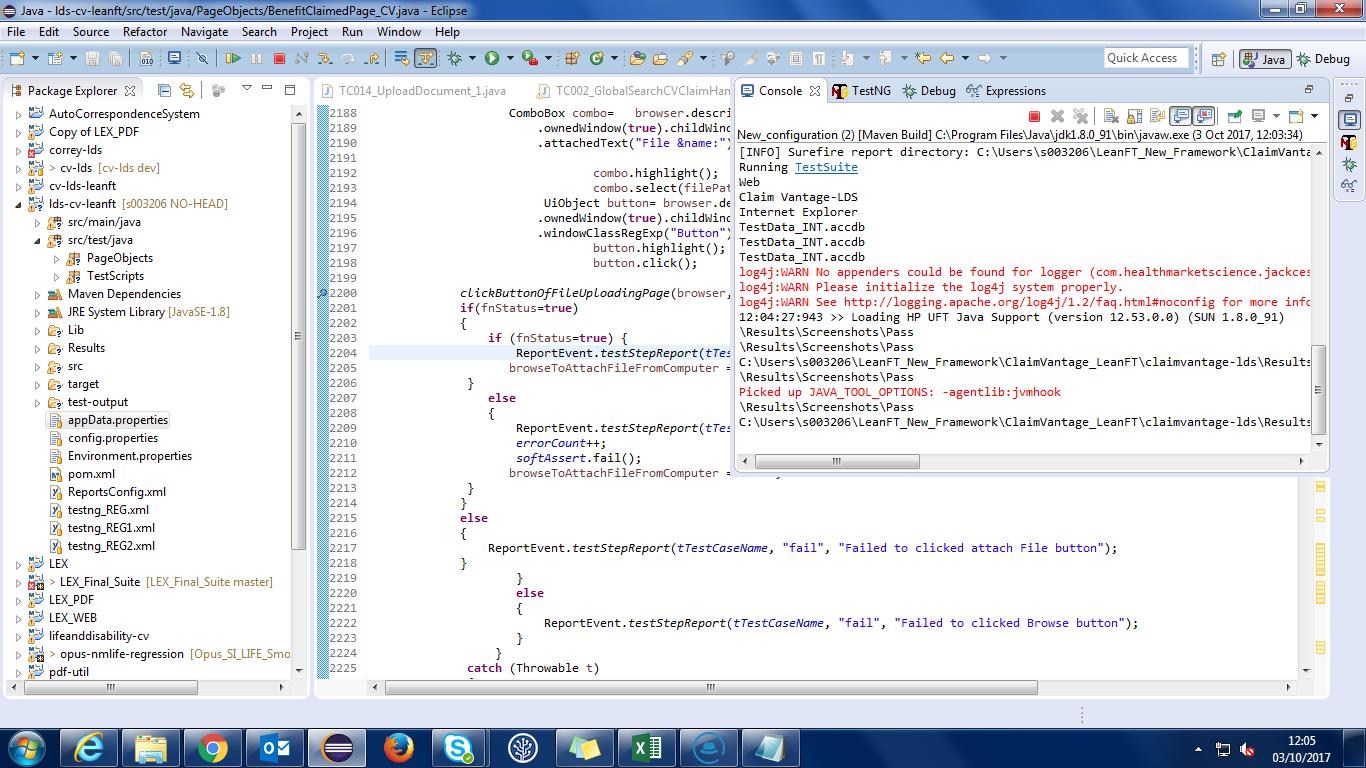 Java - lds-cv-leanft/src/test/java/PageObjects/BenefitClaimedPage_CV.java - Eclipse
File Edit Source Refactor Navigate Search Project Run Window Help
Quick Access
Java
Debug
Package Explorer
AutoCorrespondenceSystem
Copy of LEX_PDF
correy-lds
> cv-lds [cv-lds dev]
cv-lds-leanft
lds-cv-leanft [s003206 NO-HEAD]
src/main/java
src/test/java
PageObjects
TestScripts
Maven Dependencies
JRE System Library [JavaSE-1.8]
Lib
Results
src
target
test-output
appData.properties
config.properties
Environment.properties
pom.xml
ReportsConfig.xml
testng_REG.xml
testng_REG1.xml
testng_REG2.xml
LEX
> LEX_Final_Suite [LEX_Final_Suite master]
LEX_PDF
LEX_WEB
lifeanddisability-cv
> opus-nmlife-regression [Opus_SI_LIFE_Smo
pdf-util
TC014_UploadDocument_1.java
TC002_GlobalSearchCVClaimHan
2188 ComboBox combo= browser.descri
2189 .ownedWindow(true).childWind
2190 .attachedText("File &name:")
2191
2192 combo.highlight();
2193 combo.select(filePat
2194 UiObject button= browser.de
2195 .ownedWindow(true).childWind
2196 .windowClassRegExp("Button")
2197 button.highlight();
2198 button.click();
2199
2200 clickButtonOfFileUploadingPage(browser,
2201 if(fnStatus=true)
2202 {
2203 if (fnStatus=true) {
2204 ReportEvent.testStepReport(tTes
2205 browseToAttachFileFromComputer =
2206 }
2207 else
2208 {
2209 ReportEvent.testStepReport(tTes
2210 errorCount++;
2211 softAssert.fail();
2212 browseToAttachFileFromComputer =
2213 }
2214 }
2215 else
2216 {
2217 ReportEvent.testStepReport(tTestCaseName, "fail", "Failed to clicked attach File button");
2218 }
2219 }
2220 else
2221 {
2222 ReportEvent.testStepReport(tTestCaseName, "fail", "Failed to clicked Browse button");
2223 }
2224 }
2225 catch (Throwable t)
Console TestNG Debug Expressions
New_configuration (2) [Maven Build] C:\Program Files\Java\jdk1.8.0_91\bin\javaw.exe (3 Oct 2017, 12:03:34)
[INFO] Surefire report directory: C:\Users\s003206\LeanFT_New_Framework\ClaimVanta
Running TestSuite
Web
Claim Vantage-LDS
Internet Explorer
TestData_INT.accdb
TestData_INT.accdb
TestData_INT.accdb
log4j:WARN No appenders could be found for logger (com.healthmarketscience.jackces
log4j:WARN Please initialize the log4j system properly.
log4j:WARN See http://logging.apache.org/log4j/1.2/faq.html#noconfig for more info
12:04:27:943 >> Loading HP UFT Java Support (version 12.53.0.0) (SUN 1.8.0_91)
\Results\Screenshots\Pass
\Results\Screenshots\Pass
C:\Users\s003206\LeanFT_New_Framework\ClaimVantage_LeanFT\claimvantage-lds\Results
\Results\Screenshots\Pass
Picked up JAVA_TOOL_OPTIONS: -agentlib:jvmhook
\Results\Screenshots\Pass
C:\Users\s003206\LeanFT_New_Framework\ClaimVantage_LeanFT\claimvantage-lds\Results
12:05
03/10/2017